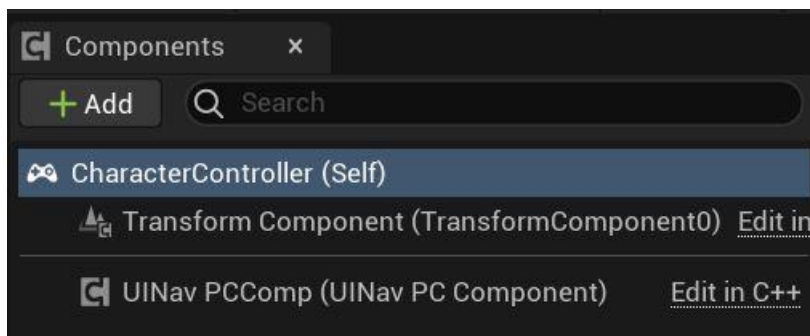 Components ×
+ Add Search
CharacterController (Self)
Transform Component (TransformComponent0) Edit in
UINav PCComp (UINav PC Component) Edit in C++